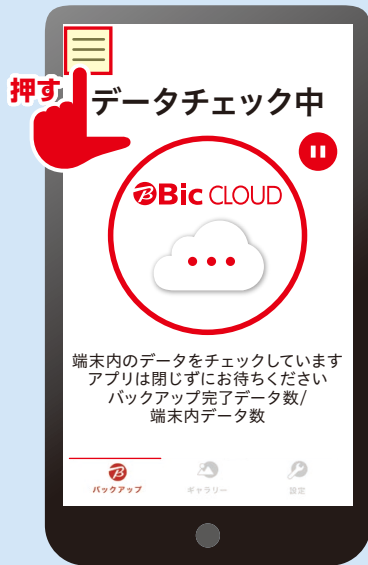 押す
データチェック中
Bic CLOUD
端末内のデータをチェックしています
アプリは閉じずにお待ちください
バックアップ完了データ数/
端末内データ数
バックアップ
ギャラリー
設定